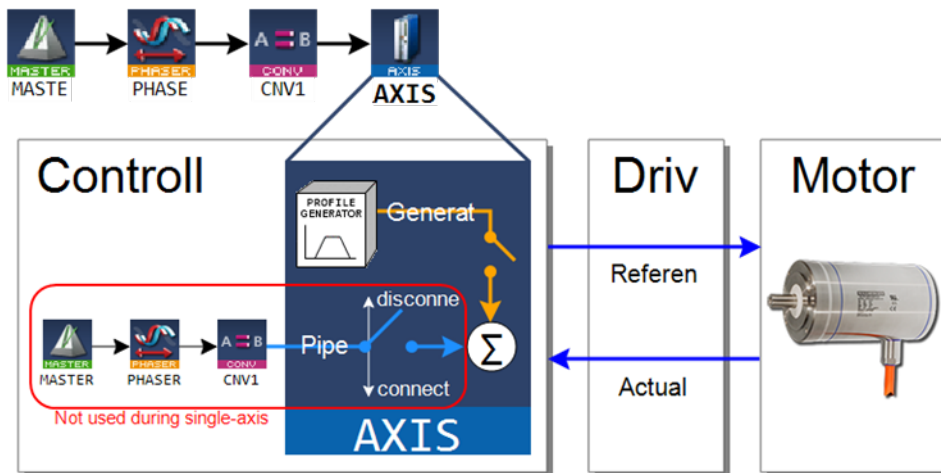 A B
MASTER
PHASER
CONV
AXIS
MASTE
PHASE
CNV1
AXIS
Controll
Driv
Motor
PROFILE
GENERATOR
Generat
Referen
disconne
Pipe
A B
MASTER
PHASER
CONV
MASTER
PHASER
CNV1
Σ
connect
Actual
Not used during single-axis
AXIS